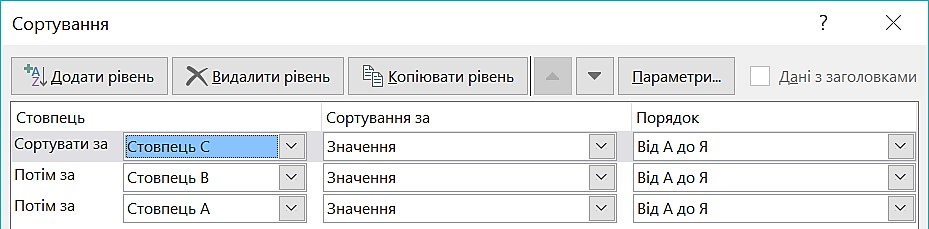 Сортування ?
Додати рівень Видалити рівень Копіювати рівень Параметри... Дані з заголовками
Стовпець Сортування за Порядок
Сортувати за Стовпець C Значення Від А до Я
Потім за Стовпець B Значення Від А до Я
Потім за Стовпець A Значення Від А до Я